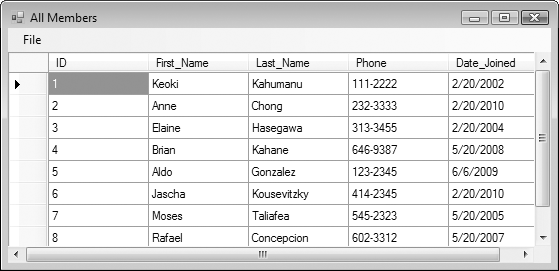 All Members
File
ID First_Name Last_Name Phone Date_Joined
1 Keoki Kahumanu 111-2222 2/20/2002
2 Anne Chong 232-3333 2/20/2010
3 Elaine Hasegawa 313-3455 2/20/2004
4 Brian Kahane 646-9387 5/20/2008
5 Aldo Gonzalez 123-2345 6/6/2009
6 Jascha Kousevitzky 414-2345 2/20/2010
7 Moses Taliafea 545-2323 5/20/2005
8 Rafael Concepcion 602-3312 5/20/2007